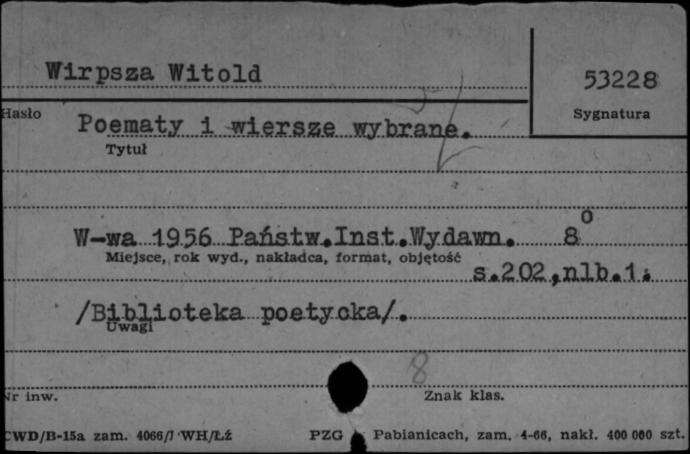 Wirpsza Witold
53228
Hasło
Sygnatura
Poematy i wiersze wybrane.
Tytuł
W-wa 1956 Państw.Inst.Wydawn. 8o
Miejsce, rok wyd., nakładca, format, objętość
s.202,nlb.1.
/Biblioteka poetycka/.
Uwagi
8
Nr inw.
Znak klas.
CWD/B-15a zam. 4066/ WH/Łź
PZG Pabianicach, zam. 4-66, nakł. 400 000 szt.